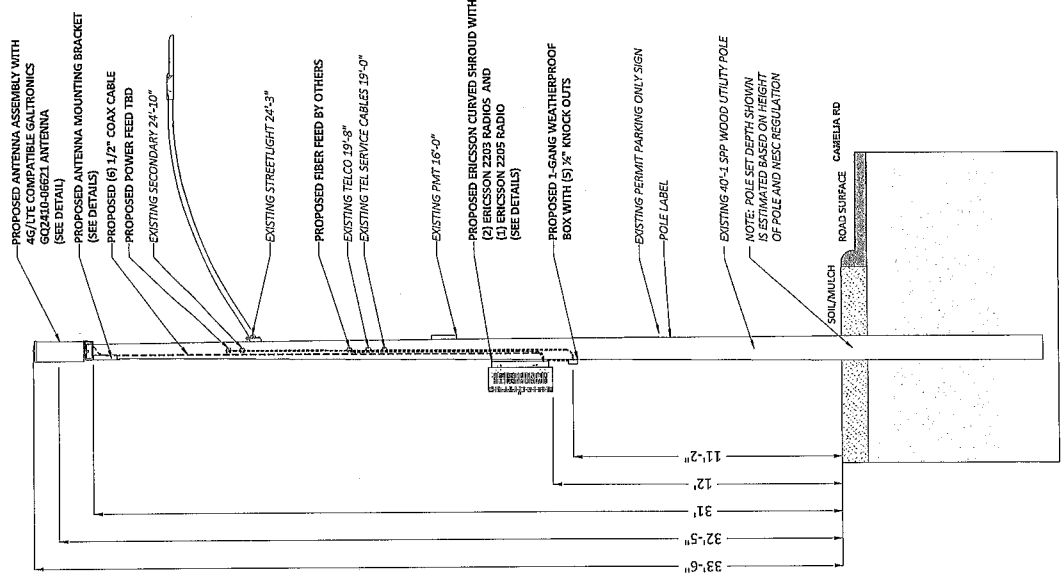 PROPOSED ANTENNA ASSEMBLY WITH
4G/LTE COMPATIBLE GALTRONICS
GQ2410-06621 ANTENNA
(SEE DETAIL)
PROPOSED ANTENNA MOUNTING BRACKET
(SEE DETAILS)
PROPOSED (6) 1/2" COAX CABLE
PROPOSED POWER FEED TBD
EXISTING SECONDARY 24'-10"
EXISTING STREETLIGHT 24'-3"
PROPOSED FIBER FEED BY OTHERS
EXISTING TELCO 19'-8"
EXISTING TEL SERVICE CABLES 19'-0"
EXISTING PMT 16'-0"
PROPOSED ERICSSON CURVED SHROUD WITH
(2) ERICSSON 2203 RADIOS AND
(1) ERICSSON 2205 RADIO
(SEE DETAILS)
PROPOSED 1-GANG WEATHERPROOF
BOX WITH (5) ½" KNOCK OUTS
EXISTING PERMIT PARKING ONLY SIGN
POLE LABEL
EXISTING 40'-1 SPP WOOD UTILITY POLE
NOTE: POLE SET DEPTH SHOWN
IS ESTIMATED BASED ON HEIGHT
OF POLE AND NESC REGULATION
SOIL/MULCH
ROAD SURFACE
CAMELIA RD
11'-2"
12'
31'
32'-5"
33'-6"